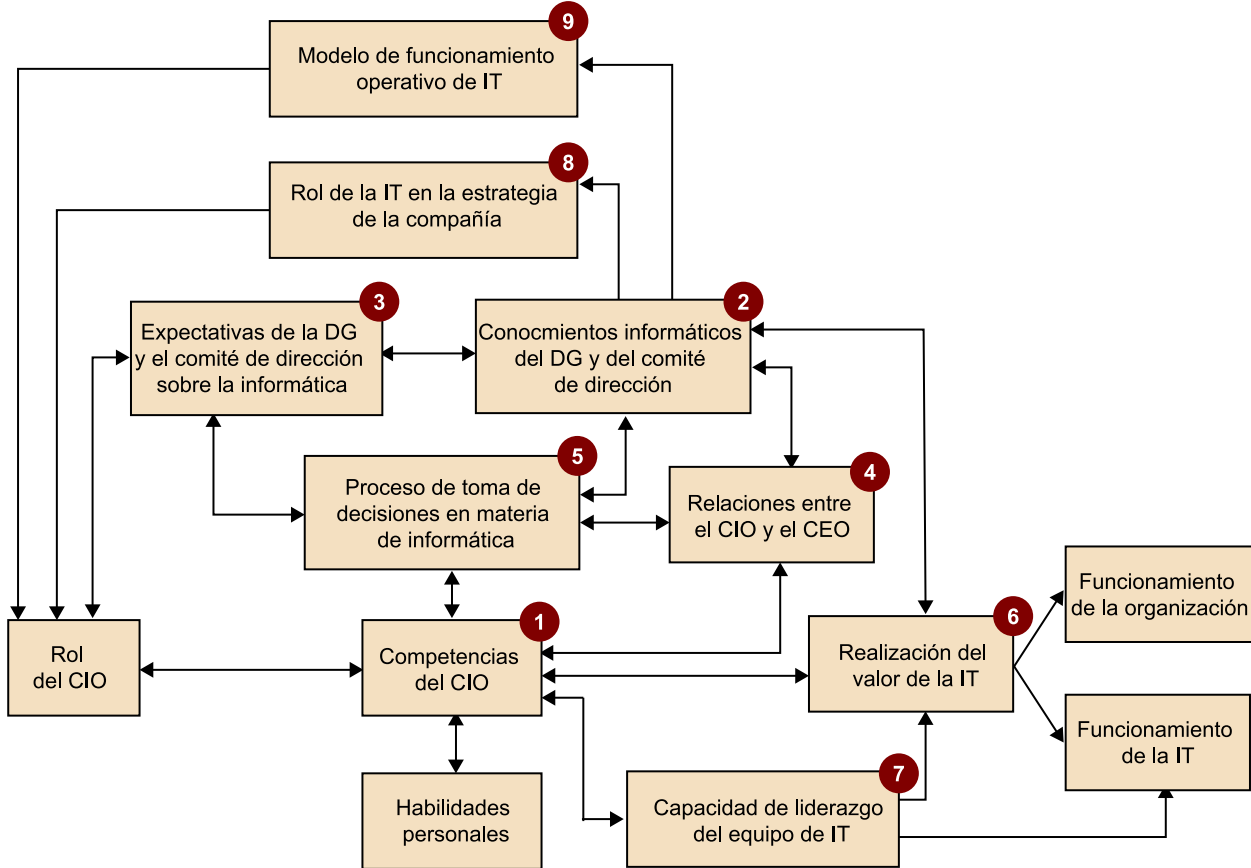 9
Modelo de funcionamiento
operativo de IT
8
Rol de la IT en la estrategia
de la compañía
3
Expectativas de la DG
y el comité de dirección
sobre la informática
2
Conocmientos informáticos
del DG y del comité
de dirección
5
Proceso de toma de
decisiones en materia
de informática
4
Relaciones entre
el CIO y el CEO
Funcionamiento
de la organización
Rol
del CIO
1
Competencias
del CIO
6
Realización del
valor de la IT
Funcionamiento
de la IT
Habilidades
personales
7
Capacidad de liderazgo
del equipo de IT